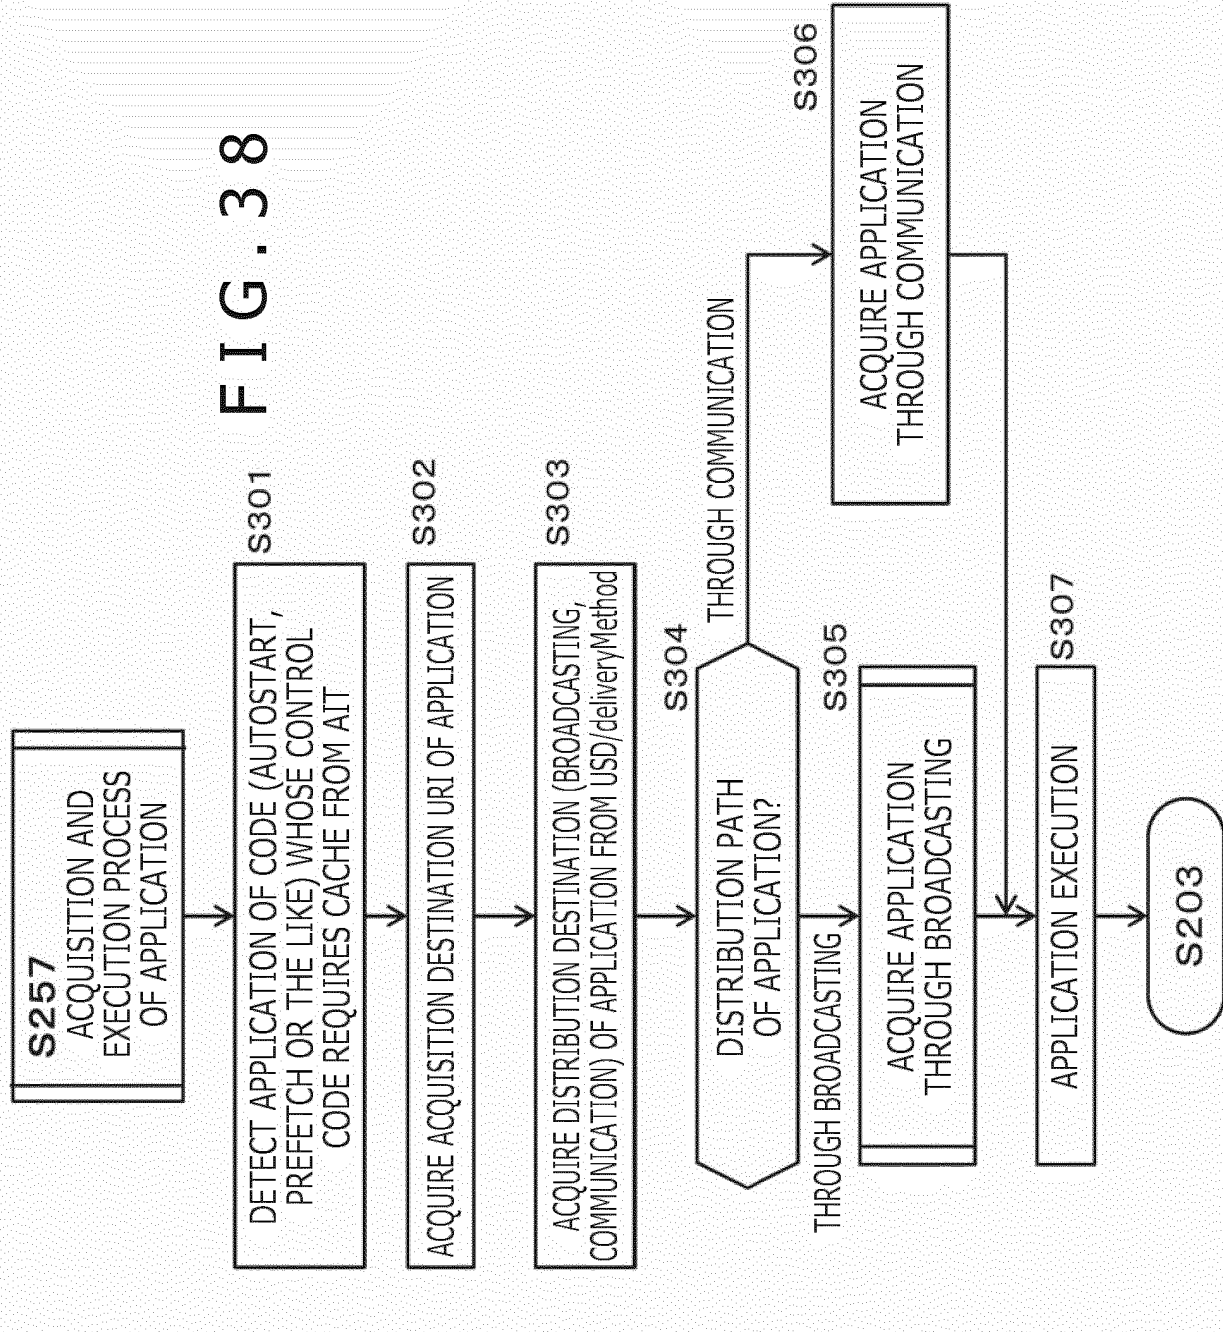 FIG.38
S257
ACQUISITION AND
EXECUTION PROCESS
OF APPLICATION
S301
DETECT APPLICATION OF CODE (AUTOSTART,
PREFETCH OR THE LIKE) WHOSE CONTROL
CODE REQUIRES CACHE FROM AIT
S302
ACQUIRE ACQUISITION DESTINATION URI OF APPLICATION
S303
ACQUIRE DISTRIBUTION DESTINATION (BROADCASTING,
COMMUNICATION) OF APPLICATION FROM USD/deliveryMethod
S304
DISTRIBUTION PATH
OF APPLICATION?
THROUGH COMMUNICATION
THROUGH BROADCASTING
S305
ACQUIRE APPLICATION
THROUGH BROADCASTING
S306
ACQUIRE APPLICATION
THROUGH COMMUNICATION
S307
APPLICATION EXECUTION
S203